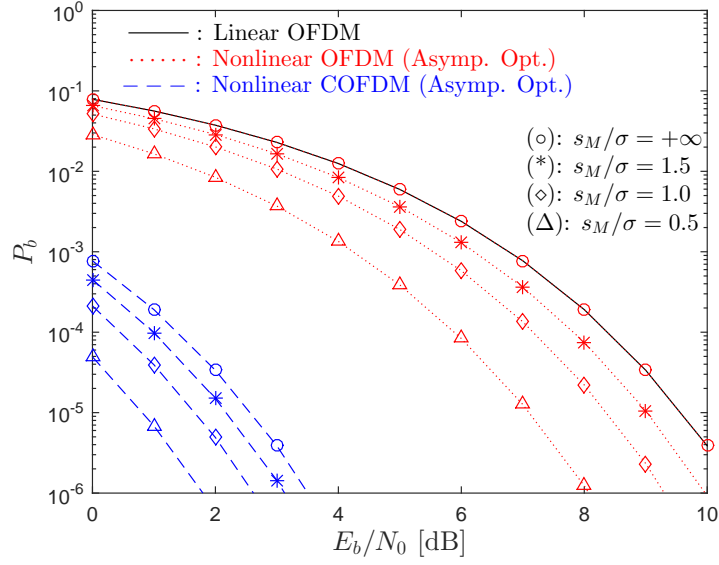 10^0
10^-1
10^-2
10^-3
10^-4
10^-5
10^-6
P_b
: Linear OFDM
: Nonlinear OFDM (Asymp. Opt.)
: Nonlinear COFDM (Asymp. Opt.)
(○): s_M/σ = +∞
(*): s_M/σ = 1.5
(◇): s_M/σ = 1.0
(Δ): s_M/σ = 0.5
0 2 4 6 8 10
E_b/N_0 [dB]